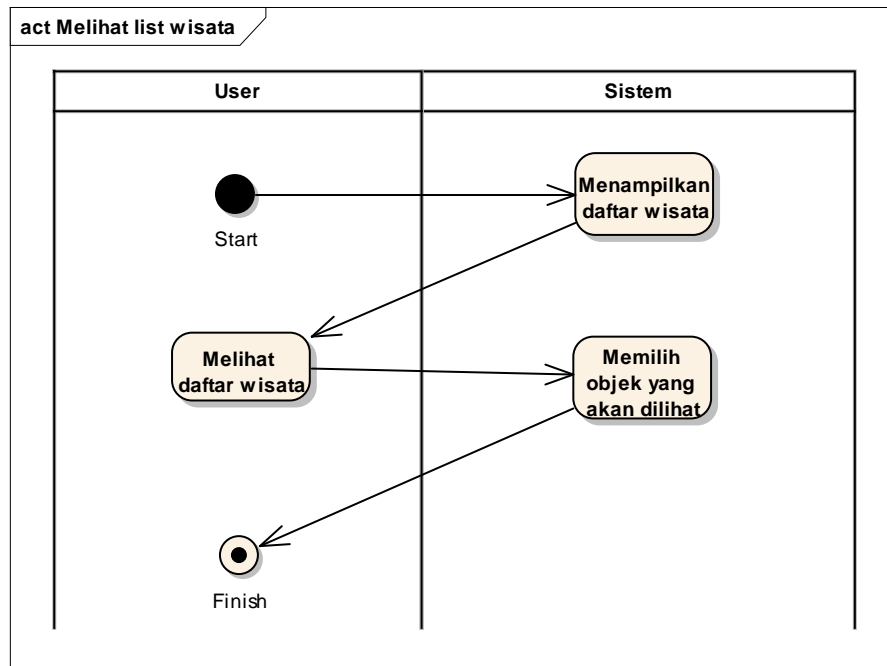 act Melihat list wisata
User
Sistem
Menampilkan
daftar wisata
Start
Melihat
daftar wisata
Memilih
objek yang
akan dilihat
Finish